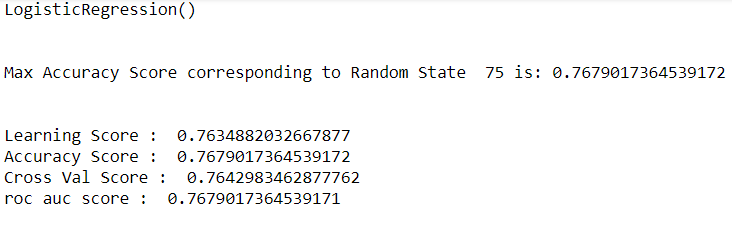 LogisticRegression()
Max Accuracy Score corresponding to Random State  75 is: 0.7679017364539172
Learning Score :  0.7634882032667877
Accuracy Score :  0.7679017364539172
Cross Val Score :  0.7642983462877762
roc auc score :  0.7679017364539171